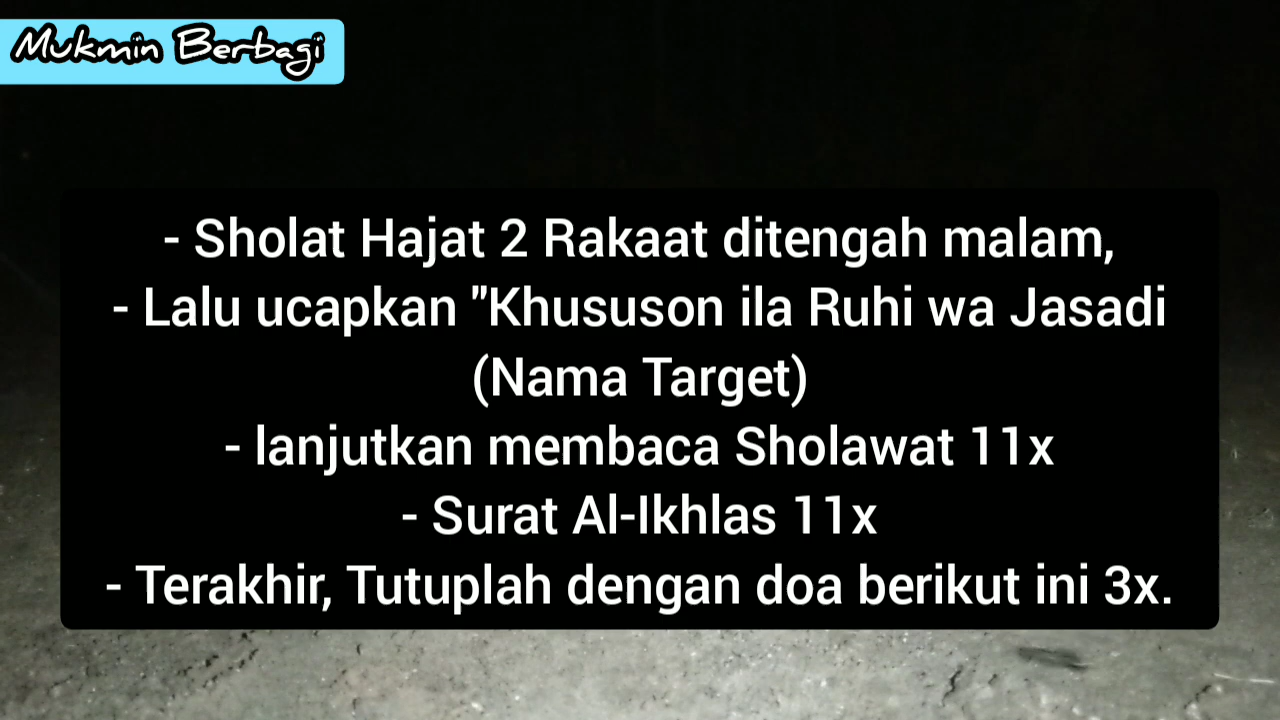 Mukmin Berbagi
- Sholat Hajat 2 Rakaat ditengah malam,
- Lalu ucapkan "Khususon ila Ruhi wa Jasadi
(Nama Target)
- lanjutkan membaca Sholawat 11x
- Surat Al-Ikhlas 11x
- Terakhir, Tutuplah dengan doa berikut ini 3x.